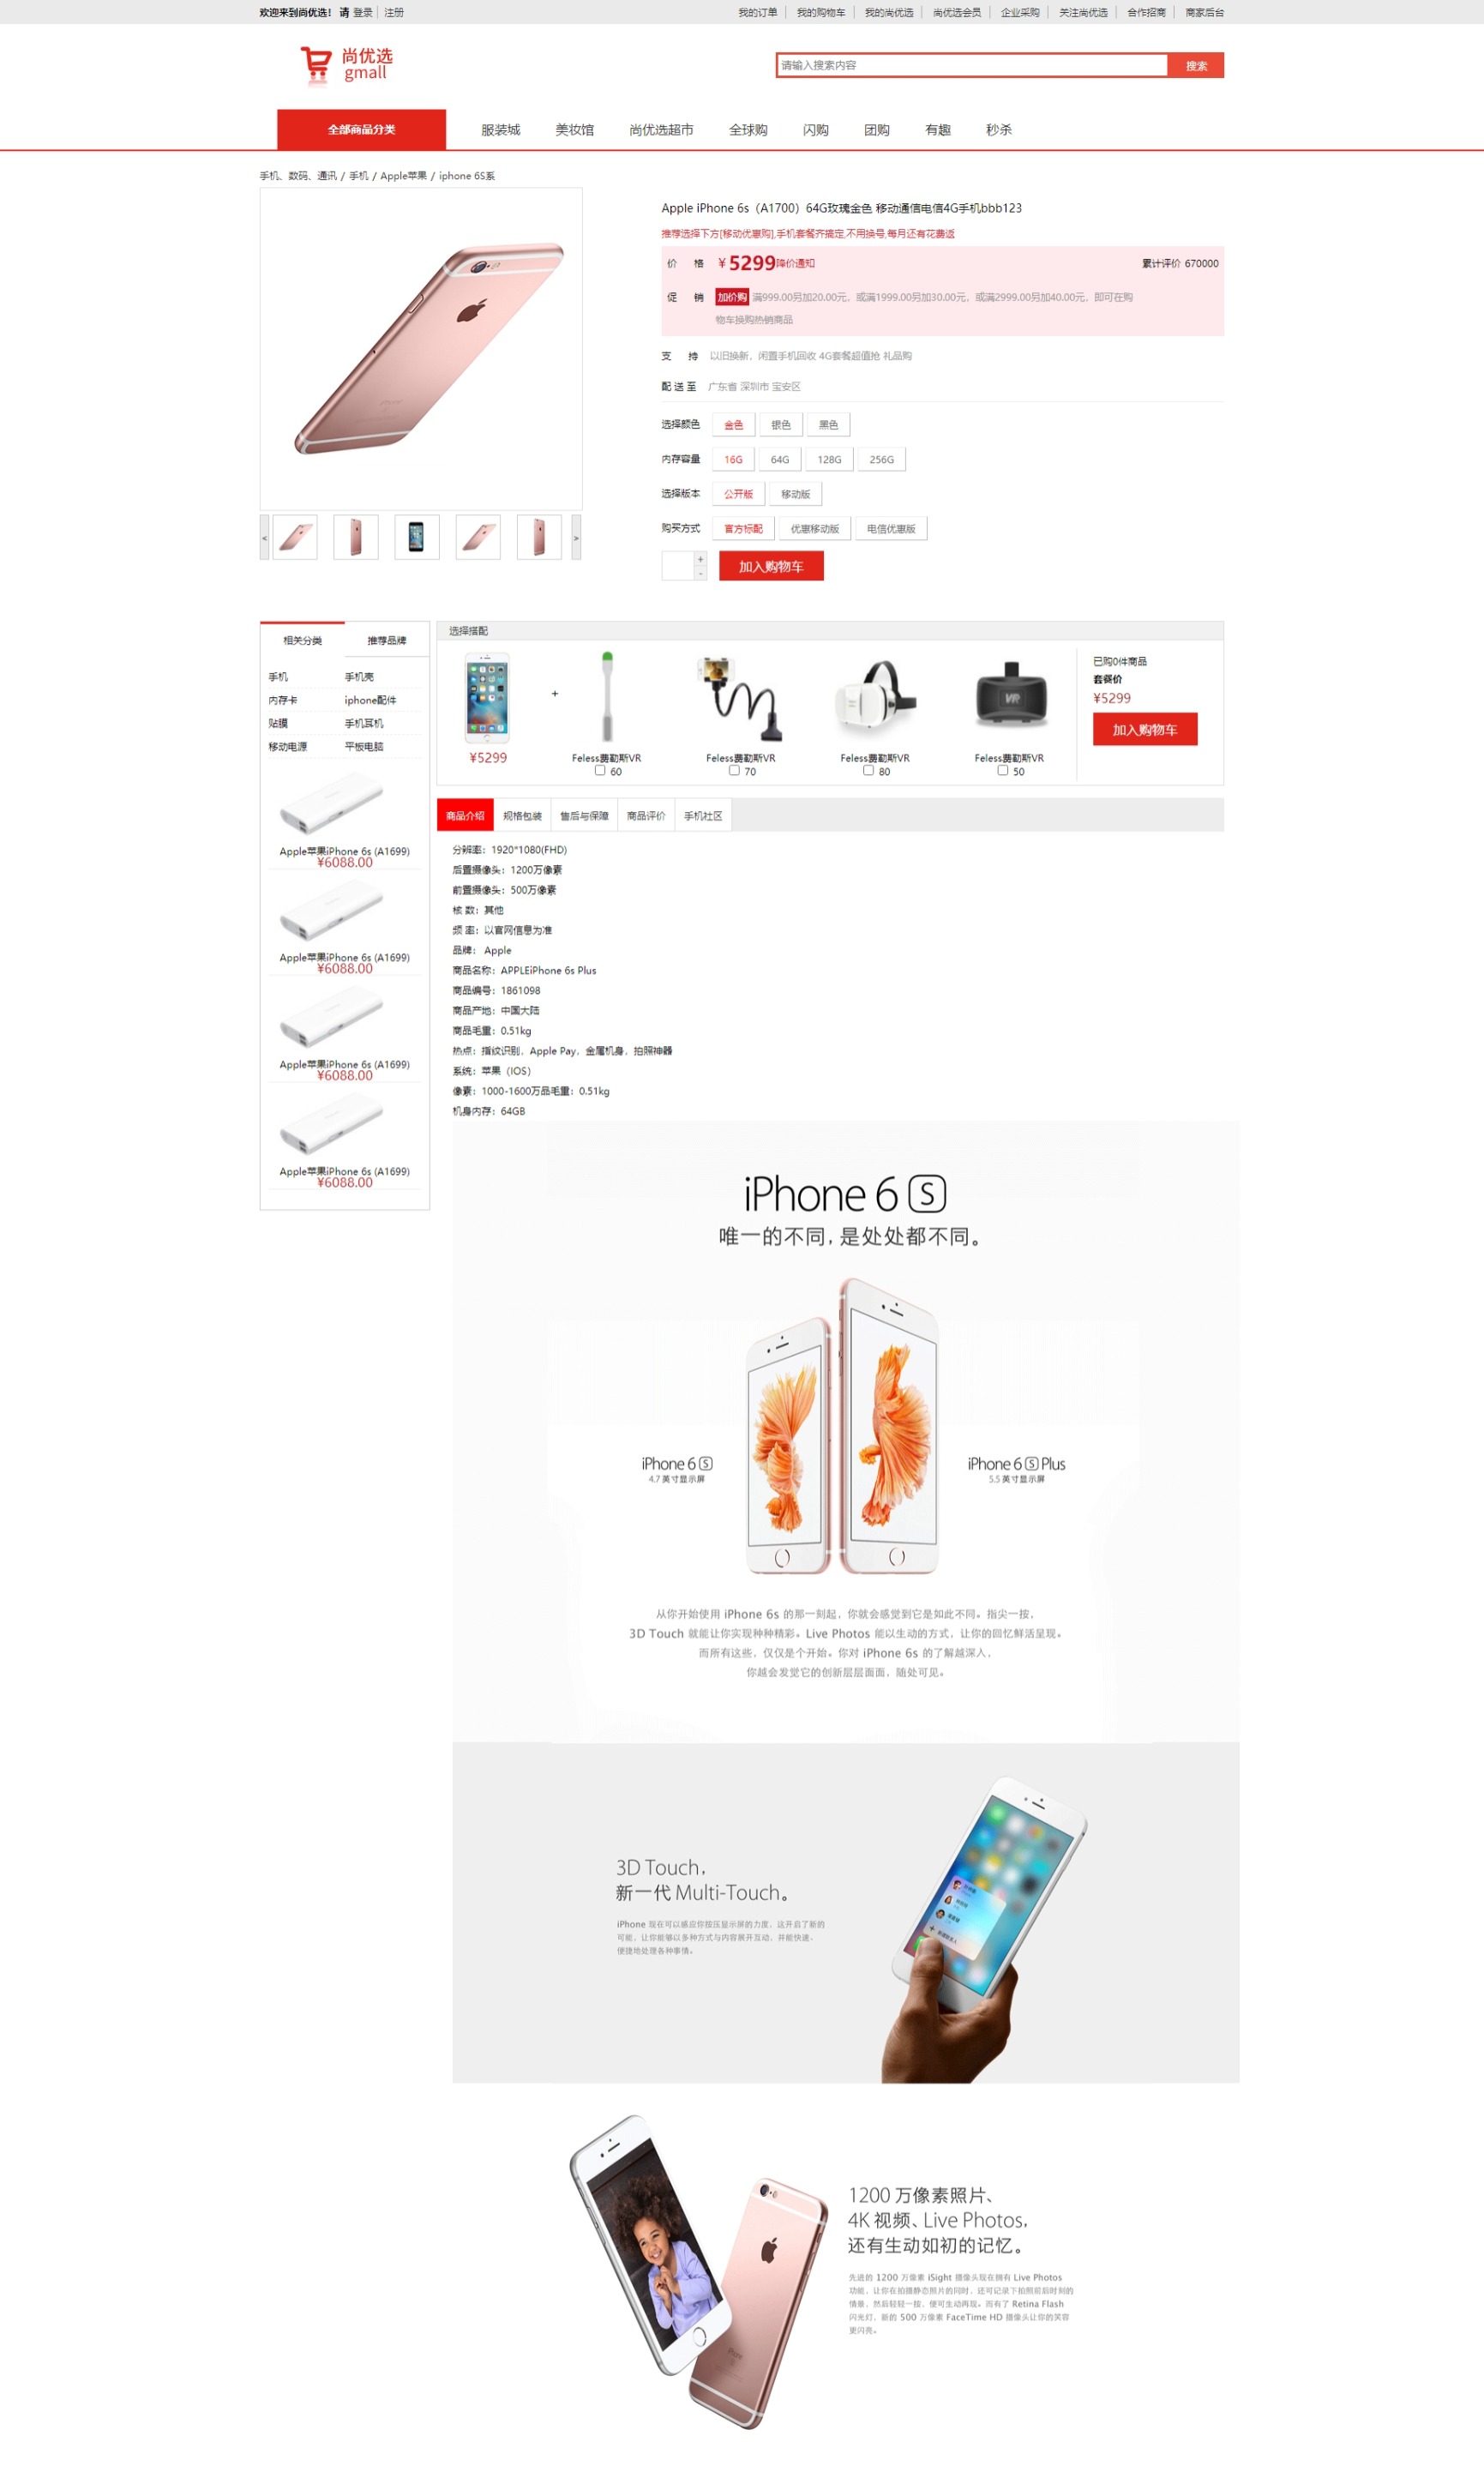 欢迎来到尚优选! 请 登录 注册
我的订单 我的购物车 我的尚优选 尚优选会员 企业采购 关注尚优选 合作招商 商家后台
尚优选
gmall
请输入搜索内容 搜索
全部商品分类 服装城 美妆馆 尚优选超市 全球购 闪购 团购 有趣 秒杀
手机、数码、通讯 / 手机 / Apple苹果 / iphone 6S系
Apple iPhone 6s（A1700）64G玫瑰金色 移动通信电信4G手机bbb123
推荐选择下方[移动优惠购],手机套餐齐搞定,不用换号,每月还有花费返
价 格 ¥ 5299 降价通知 累计评价 670000
促 销 加价购 满999.00另加20.00元，或满1999.00另加30.00元，或满2999.00另加40.00元，即可在购
物车换购热销商品
支 持 以旧换新，闲置手机回收 4G套餐超值抢 礼品购
配 送 至 广东省 深圳市 宝安区
选择颜色 金色 银色 黑色
内存容量 16G 64G 128G 256G
选择版本 公开版 移动版
购买方式 官方标配 优惠移动版 电信优惠版
< >
+
-
加入购物车
相关分类 推荐品牌
手机 手机壳
内存卡 iphone配件
贴膜 手机耳机
移动电源 平板电脑
Apple苹果iPhone 6s (A1699)
¥6088.00
Apple苹果iPhone 6s (A1699)
¥6088.00
Apple苹果iPhone 6s (A1699)
¥6088.00
Apple苹果iPhone 6s (A1699)
¥6088.00
选择搭配
+
¥5299
Feless费勒斯VR
60
Feless费勒斯VR
70
Feless费勒斯VR
80
VR
Feless费勒斯VR
50
已购0件商品
套餐价
¥5299
加入购物车
商品介绍 规格包装 售后与保障 商品评价 手机社区
分辨率：1920*1080(FHD)
后置摄像头：1200万像素
前置摄像头：500万像素
核 数：其他
频 率：以官网信息为准
品牌： Apple
商品名称：APPLEiPhone 6s Plus
商品编号：1861098
商品产地：中国大陆
商品毛重：0.51kg
热点：指纹识别，Apple Pay，金属机身，拍照神器
系统：苹果（IOS）
像素：1000-1600万品毛重：0.51kg
机身内存：64GB
iPhone 6 S
唯一的不同，是处处都不同。
iPhone 6 S
4.7 英寸显示屏
iPhone 6 S Plus
5.5 英寸显示屏
从你开始使用 iPhone 6s 的那一刻起，你就会感觉到它是如此不同。指尖一按，
3D Touch 就能让你实现种种精彩。Live Photos 能以生动的方式，让你的回忆鲜活呈现。
而所有这些，仅仅是个开始。你对 iPhone 6s 的了解越深入，
你越会发觉它的创新层层面面，随处可见。
3D Touch，
新一代 Multi-Touch。
iPhone 现在可以感应你按压显示屏的力度，这开启了新的
可能，让你能够以多种方式与内容展开互动，并能快速、
便捷地处理各种事情。
1200 万像素照片、
4K 视频、Live Photos，
还有生动如初的记忆。
先进的 1200 万像素 iSight 摄像头现在拥有 Live Photos
功能，让你在拍摄静态照片的同时，还可记录下拍照前后时刻的
情景，然后轻轻一按，便可生动再现。而有了 Retina Flash
闪光灯，新的 500 万像素 FaceTime HD 摄像头让你的笑容
更闪亮。